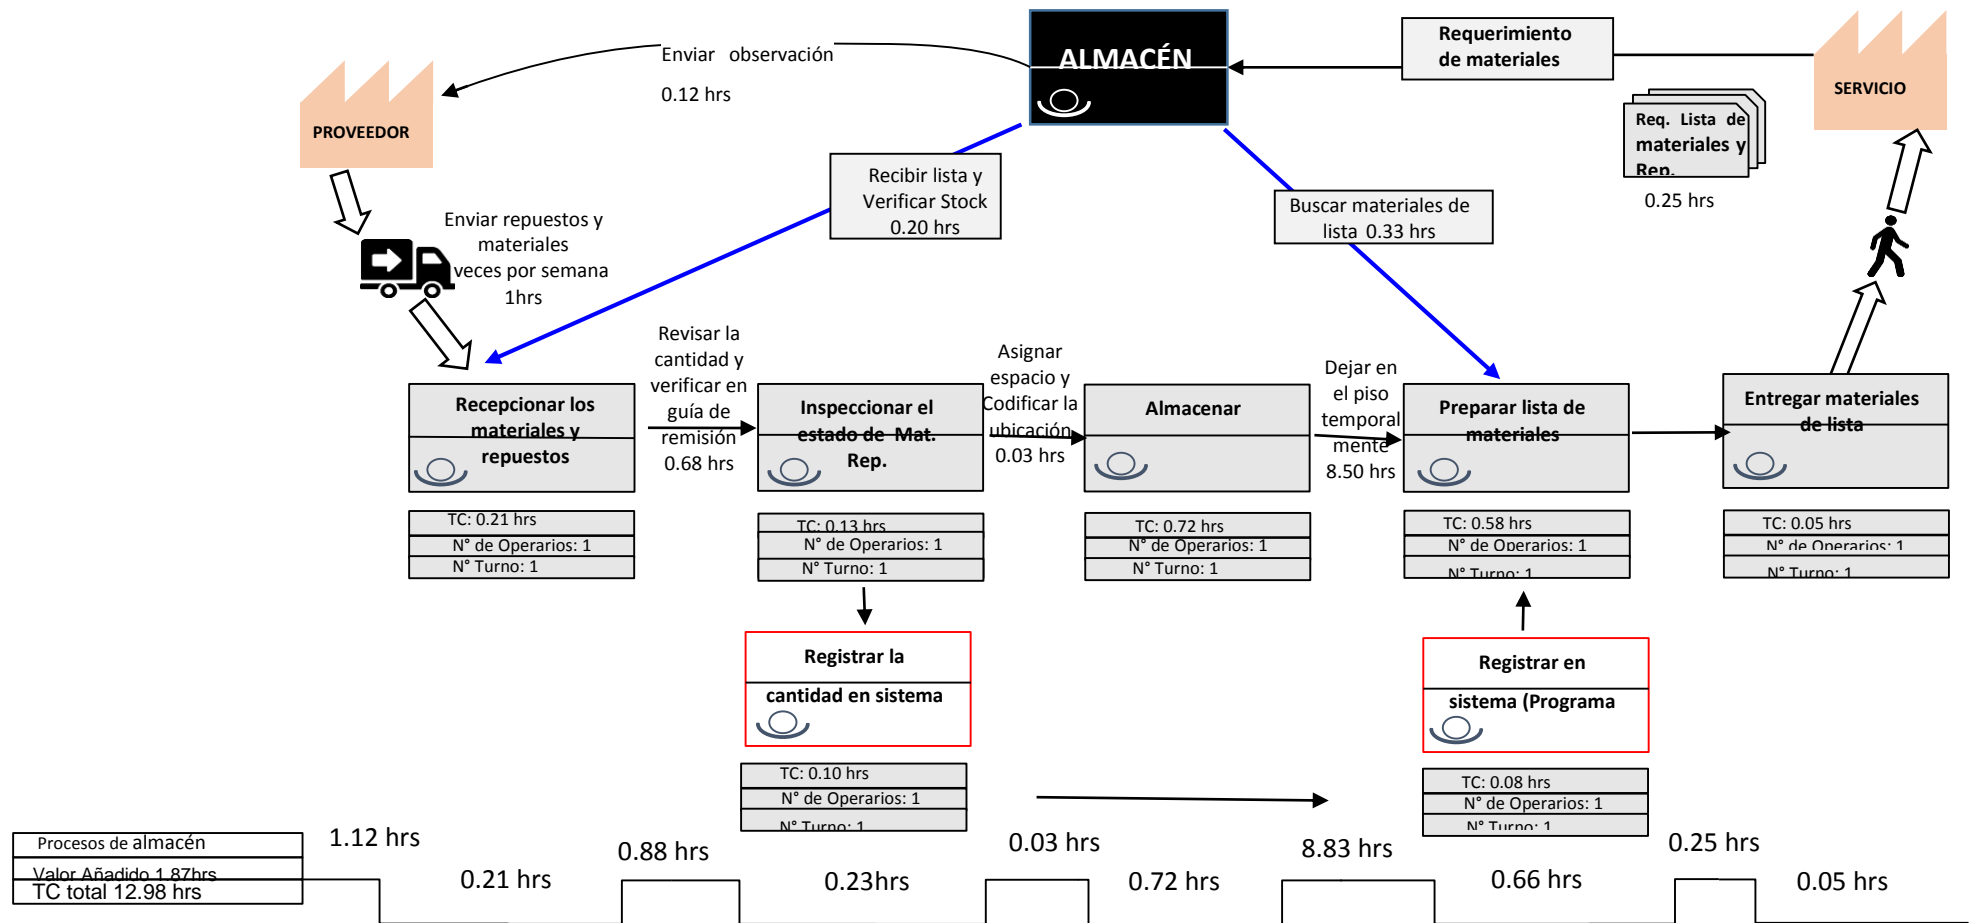 Enviar observación
0.12 hrs
ALMACÉN
Requerimiento
de materiales
PROVEEDOR
SERVICIO
Req. Lista de
materiales y
Rep.
0.25 hrs
Recibir lista y
Verificar Stock
0.20 hrs
Buscar materiales de
lista 0.33 hrs
Enviar repuestos y
materiales
veces por semana
1hrs
Revisar la
cantidad y
verificar en
guía de
remisión
0.68 hrs
Asignar
espacio y
Codificar la
ubicación
0.03 hrs
Dejar en
el piso
temporal
mente
8.50 hrs
Recepcionar los
materiales y
repuestos
Inspeccionar el
estado de Mat.
Rep.
Almacenar
Preparar lista de
materiales
Entregar materiales
de lista
TC: 0.21 hrs
N° de Operarios: 1
N° Turno: 1
TC: 0.13 hrs
N° de Operarios: 1
N° Turno: 1
TC: 0.72 hrs
N° de Operarios: 1
N° Turno: 1
TC: 0.58 hrs
N° de Operarios: 1
N° Turno: 1
TC: 0.05 hrs
N° de Operarios: 1
N° Turno: 1
Registrar la
cantidad en sistema
Registrar en
sistema (Programa
TC: 0.10 hrs
N° de Operarios: 1
N° Turno: 1
TC: 0.08 hrs
N° de Operarios: 1
N° Turno: 1
Procesos de almacén
Valor Añadido 1.87hrs
TC total 12.98 hrs
1.12 hrs
0.21 hrs
0.88 hrs
0.23hrs
0.03 hrs
0.72 hrs
8.83 hrs
0.66 hrs
0.25 hrs
0.05 hrs